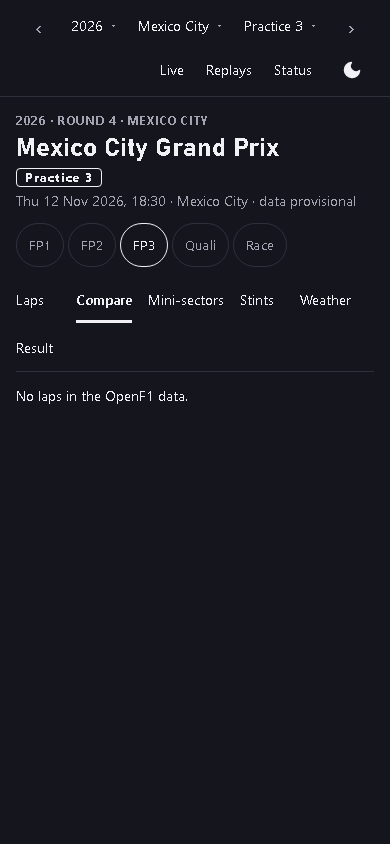 ‹ 2026 Mexico City Practice 3 ›
Live Replays Status
2026 · ROUND 4 · MEXICO CITY
Mexico City Grand Prix
Practice 3
Thu 12 Nov 2026, 18:30 · Mexico City · data provisional
FP1 FP2 FP3 Quali Race
Laps Compare Mini-sectors Stints Weather
Result
No laps in the OpenF1 data.